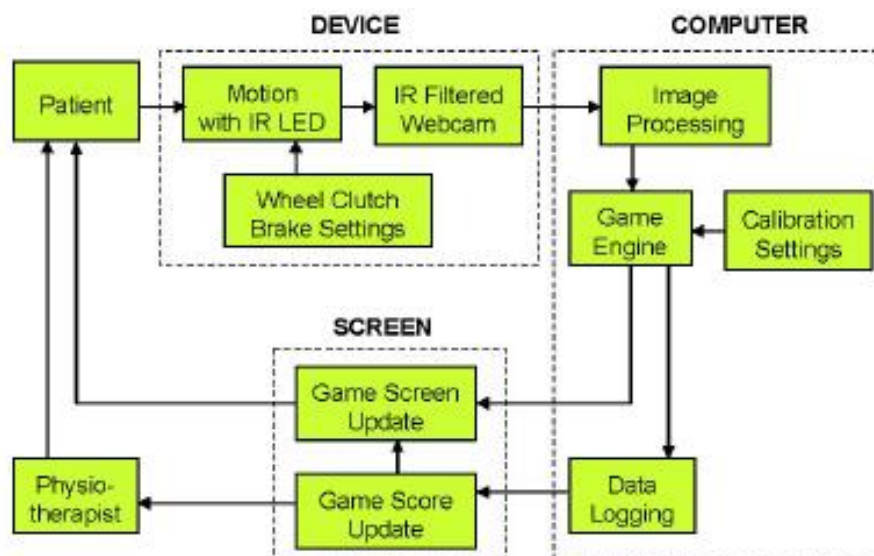 DEVICE
COMPUTER
Patient
Motion
with IR LED
IR Filtered
Webcam
Image
Processing
Wheel Clutch
Brake Settings
Game
Engine
Calibration
Settings
SCREEN
Game Screen
Update
Physio-
therapist
Game Score
Update
Data
Logging